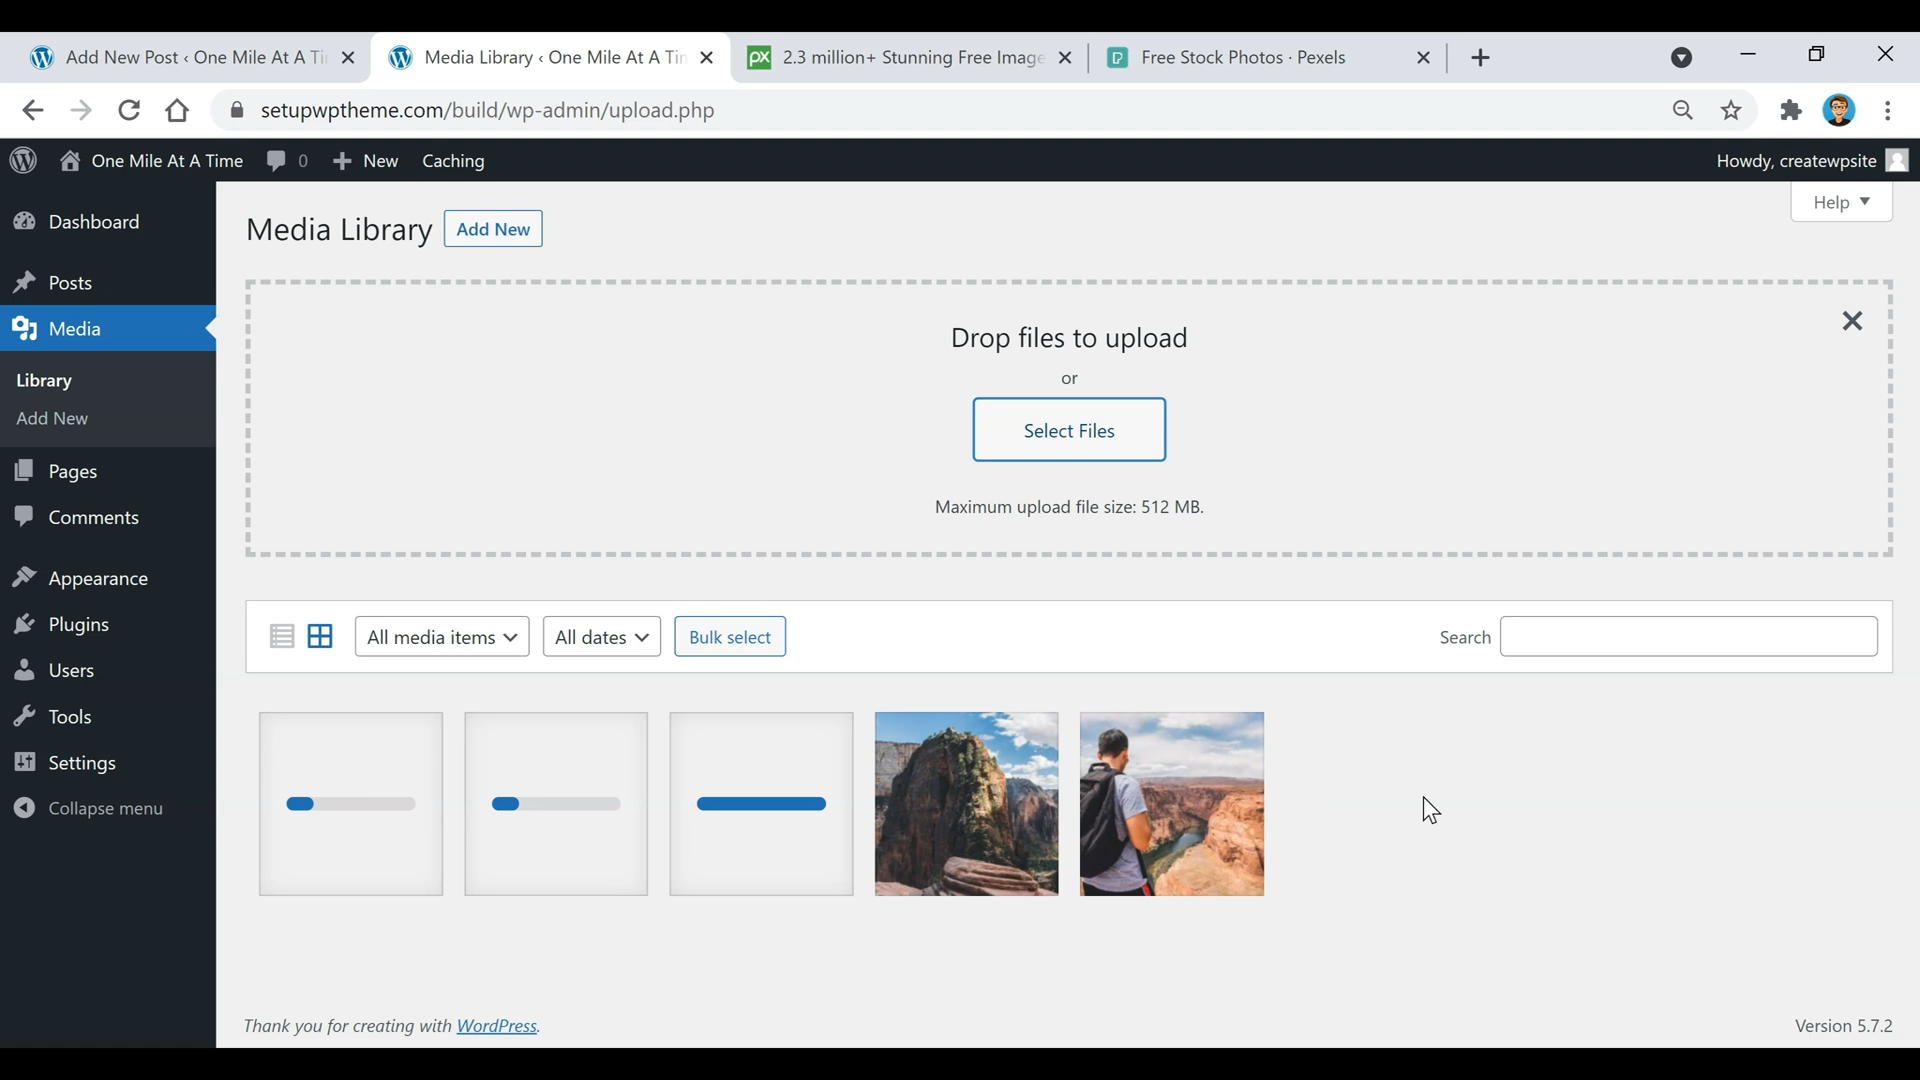 Add New Post ‹ One Mile At A Ti
Media Library ‹ One Mile At A Tim
px 2.3 million+ Stunning Free Image
Free Stock Photos · Pexels
setupwptheme.com/build/wp-admin/upload.php
One Mile At A Time
0
New
Caching
Howdy, createwpsite
Help
Dashboard
Posts
Media
Library
Add New
Pages
Comments
Appearance
Plugins
Users
Tools
Settings
Collapse menu
Media Library
Add New
Drop files to upload
or
Select Files
Maximum upload file size: 512 MB.
All media items
All dates
Bulk select
Search
Thank you for creating with WordPress.
Version 5.7.2